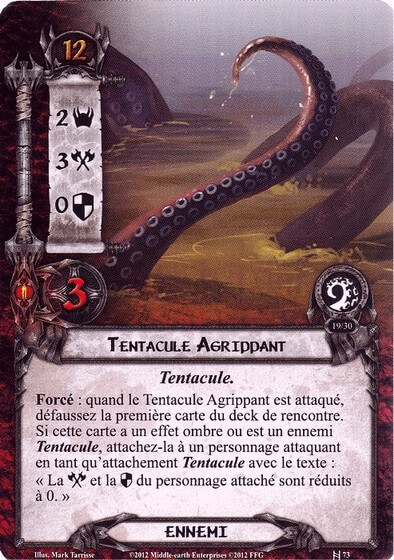 12
2
3
0
3
19/30
Tentacule Agrippant
Tentacule.
Forcé : quand le Tentacule Agrippant est attaqué,
défaussez la première carte du deck de rencontre.
Si cette carte a un effet ombre ou est un ennemi
Tentacule, attachez-la à un personnage attaquant
en tant qu'attachement Tentacule avec le texte :
« La et la du personnage attaché sont réduits
à 0. »
ENNEMI
Illus. Mark Tarrisse
©2012 Middle-earth Enterprises ©2012 FFG
73